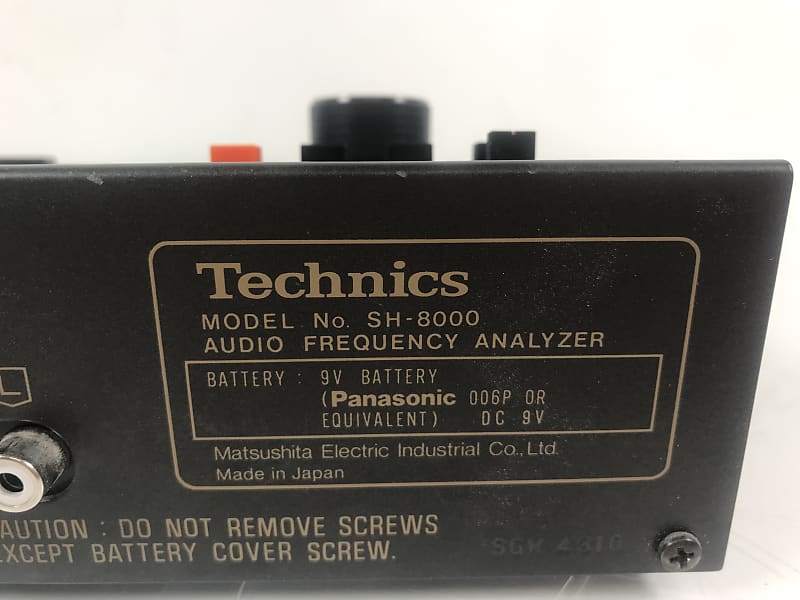 Technics
MODEL No. SH-8000
AUDIO FREQUENCY ANALYZER
BATTERY : 9V BATTERY
(Panasonic 006P OR
EQUIVALENT) DC 9V
Matsushita Electric Industrial Co., Ltd.
Made in Japan
L
AUTION : DO NOT REMOVE SCREWS
EXCEPT BATTERY COVER SCREW.